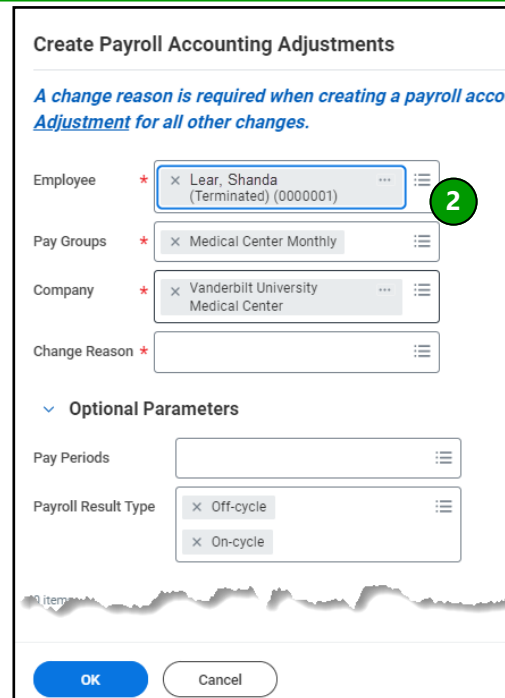 Create Payroll Accounting Adjustments
A change reason is required when creating a payroll acco
Adjustment for all other changes.
Employee * × Lear, Shanda ...
(Terminated) (0000001)
2
Pay Groups * × Medical Center Monthly
Company * × Vanderbilt University ...
Medical Center
Change Reason *
Optional Parameters
Pay Periods
Payroll Result Type × Off-cycle
× On-cycle
OK Cancel